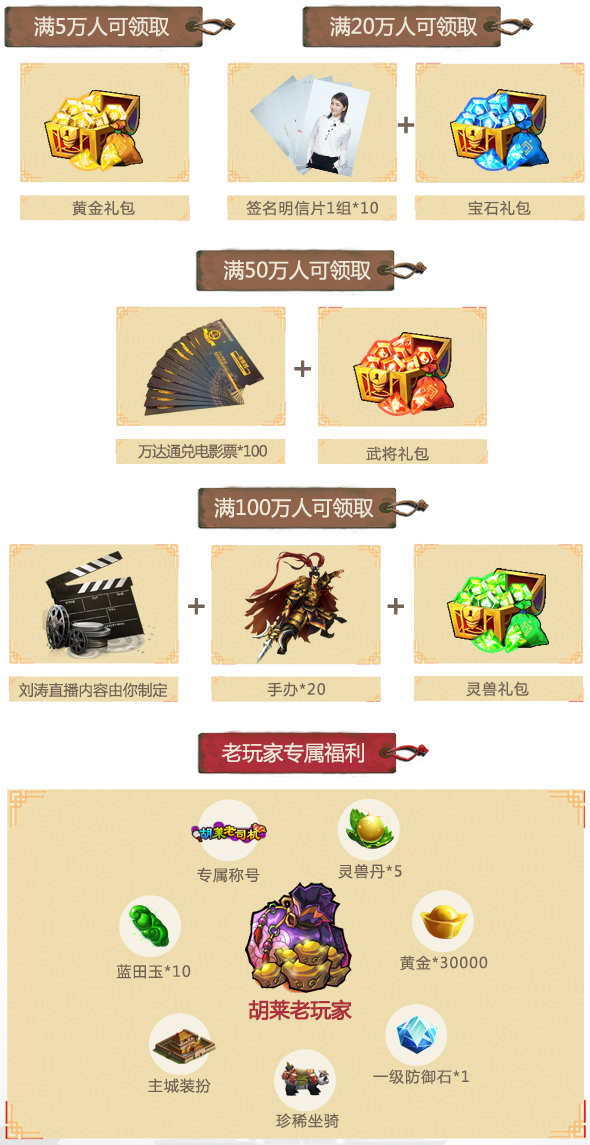 满5万人可领取
满20万人可领取
黄金礼包
签名明信片1组*10
+
宝石礼包
满50万人可领取
万达通兑电影票*100
+
武将礼包
满100万人可领取
刘涛直播内容由你制定
+
手办*20
+
灵兽礼包
老玩家专属福利
胡莱老司机
专属称号
灵兽丹*5
蓝田玉*10
黄金*30000
胡莱老玩家
主城装扮
一级防御石*1
珍稀坐骑